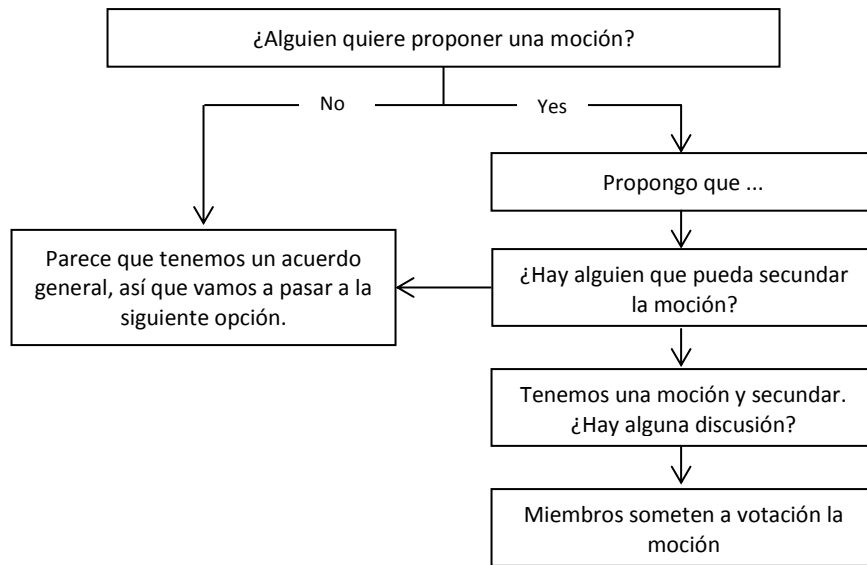 ¿Alguien quiere proponer una moción?
No
Yes
Propongo que ...
Parece que tenemos un acuerdo
general, así que vamos a pasar a la
siguiente opción.
¿Hay alguien que pueda secundar
la moción?
Tenemos una moción y secundar.
¿Hay alguna discusión?
Miembros someten a votación la
moción